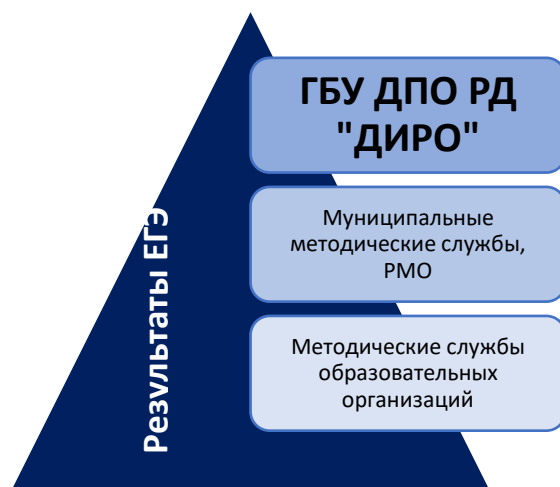 ГБУ ДПО РД
"ДИРО"
Муниципальные
методические службы,
РМО
Методические службы
образовательных
организаций
Результаты ЕГЭ